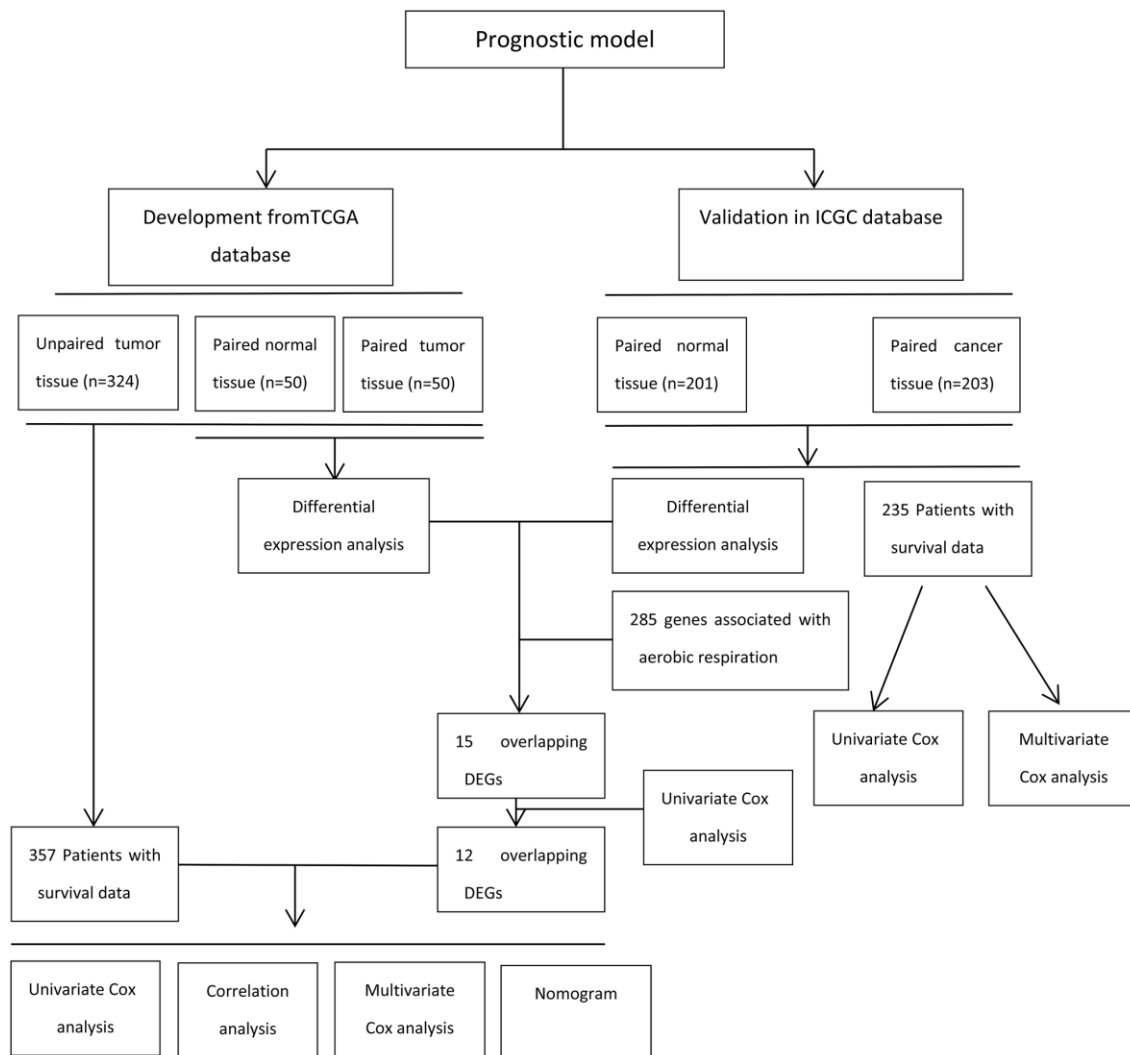 Prognostic model
Development fromTCGA
database
Validation in ICGC database
Unpaired tumor
tissue (n=324)
Paired normal
tissue (n=50)
Paired tumor
tissue (n=50)
Paired normal
tissue (n=201)
Paired cancer
tissue (n=203)
Differential
expression analysis
Differential
expression analysis
235 Patients with
survival data
285 genes associated with
aerobic respiration
15 overlapping
DEGs
Univariate Cox
analysis
Multivariate
Cox analysis
Univariate Cox
analysis
357 Patients with
survival data
12 overlapping
DEGs
Univariate Cox
analysis
Correlation
analysis
Multivariate
Cox analysis
Nomogram